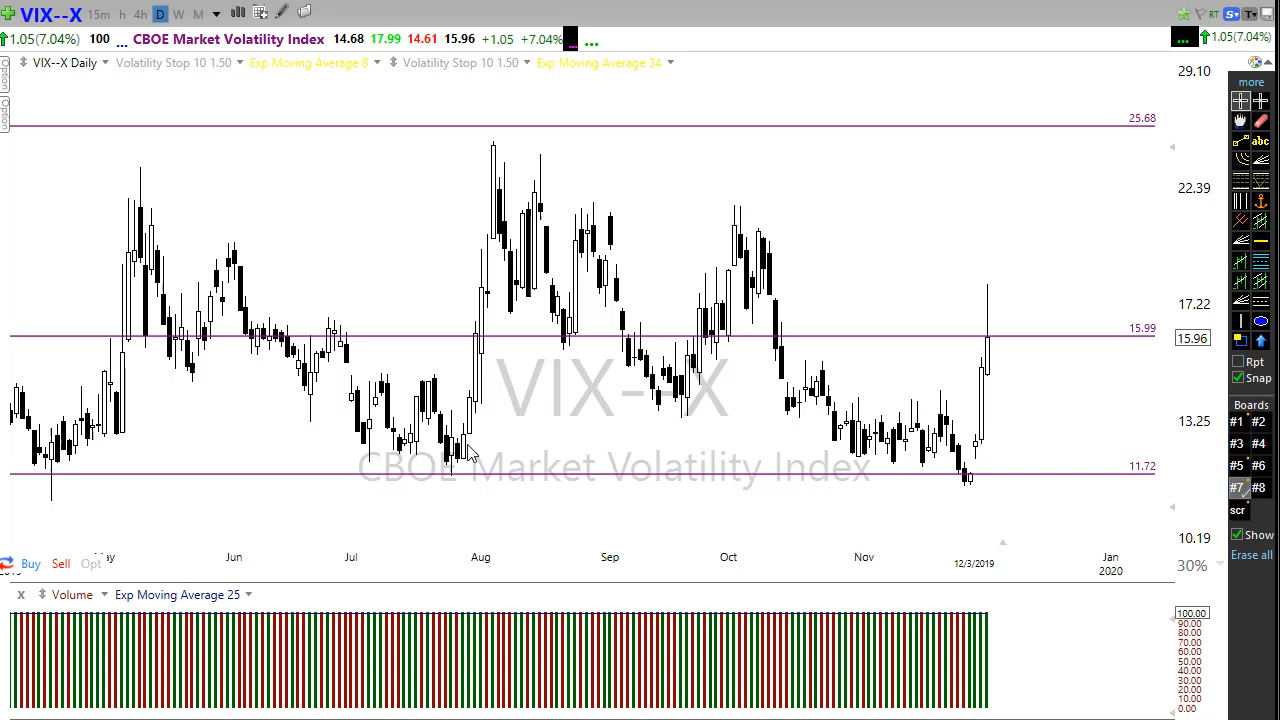 VIX--X 15m h 4h D W M RT S T
1.05(7.04%) 100 ... CBOE Market Volatility Index 14.68 17.99 14.61 15.96 +1.05 +7.04% ... ... 1.05(7.04%)
VIX--X Daily Volatility Stop 10 1.50 Exp Moving Average 8 Volatility Stop 10 1.50 Exp Moving Average 34
Option
Option
more
abc
29.10
25.68
22.39
17.22
15.99
15.96
13.25
11.72
10.19
VIX--X
CBOE Market Volatility Index
Rpt
Snap
Boards
#1 #2
#3 #4
#5 #6
#7 #8
scr
Show
Erase all
May Jun Jul Aug Sep Oct Nov 12/3/2019 Jan
2020
Buy Sell Opt
30%
X Volume Exp Moving Average 25
100.00
90.00
80.00
70.00
60.00
50.00
40.00
30.00
20.00
10.00
0.00